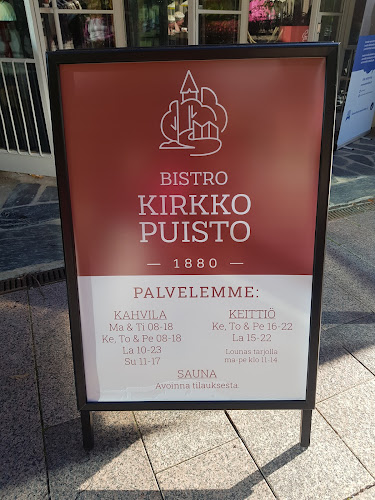 BISTRO
KIRKKO
PUISTO
— 1880 —
PALVELEMME:
KAHVILA
Ma & Ti 08-18
Ke, To & Pe 08-18
La 10-23
Su 11-17
KEITTIÖ
Ke, To & Pe 16-22
La 15-22
Lounas tarjolla
ma-pe klo 11-14
SAUNA
Avoinna tilauksesta